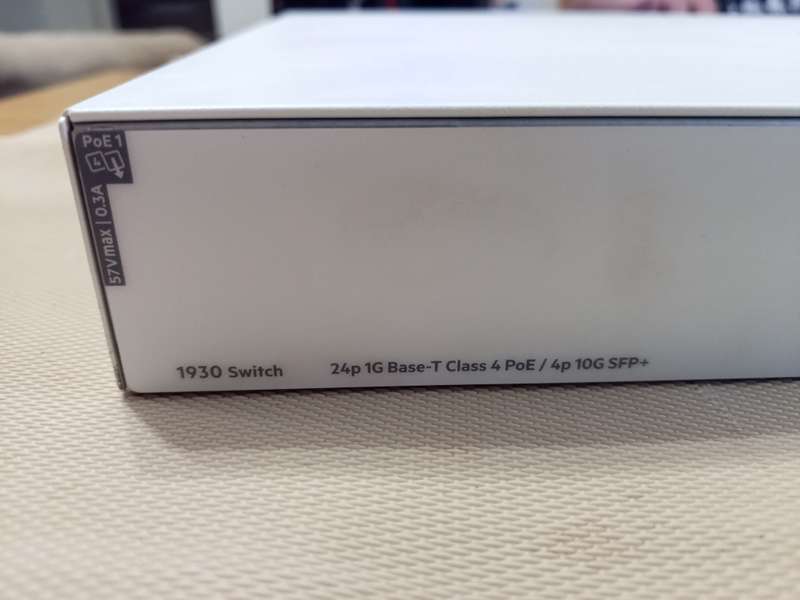 PoE 1
57Vmax | 0.3A
1930 Switch
24p 1G Base-T Class 4 PoE / 4p 10G SFP+